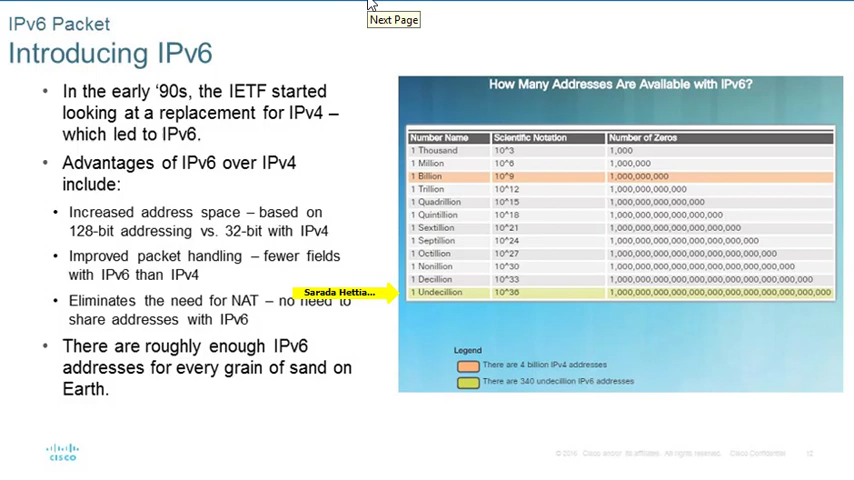 Next Page
IPv6 Packet
Introducing IPv6
• In the early ‘90s, the IETF started
looking at a replacement for IPv4 –
which led to IPv6.
• Advantages of IPv6 over IPv4
include:
• Increased address space – based on
128-bit addressing vs. 32-bit with IPv4
• Improved packet handling – fewer fields
with IPv6 than IPv4
• Eliminates the need for NAT – no need to
share addresses with IPv6
• There are roughly enough IPv6
addresses for every grain of sand on
Earth.
Sarada Hettia...
How Many Addresses Are Available with IPv6?
Number Name Scientific Notation Number of Zeros
1 Thousand 10^3 1,000
1 Million 10^6 1,000,000
1 Billion 10^9 1,000,000,000
1 Trillion 10^12 1,000,000,000,000
1 Quadrillion 10^15 1,000,000,000,000,000
1 Quintillion 10^18 1,000,000,000,000,000,000
1 Sextillion 10^21 1,000,000,000,000,000,000,000
1 Septillion 10^24 1,000,000,000,000,000,000,000,000
1 Octillion 10^27 1,000,000,000,000,000,000,000,000,000
1 Nonillion 10^30 1,000,000,000,000,000,000,000,000,000,000
1 Decillion 10^33 1,000,000,000,000,000,000,000,000,000,000,000
1 Undecillion 10^36 1,000,000,000,000,000,000,000,000,000,000,000,000
Legend
There are 4 billion IPv4 addresses
There are 340 undecillion IPv6 addresses
CISCO
© 2016 Cisco and/or its affiliates. All rights reserved. Cisco Confidential 12